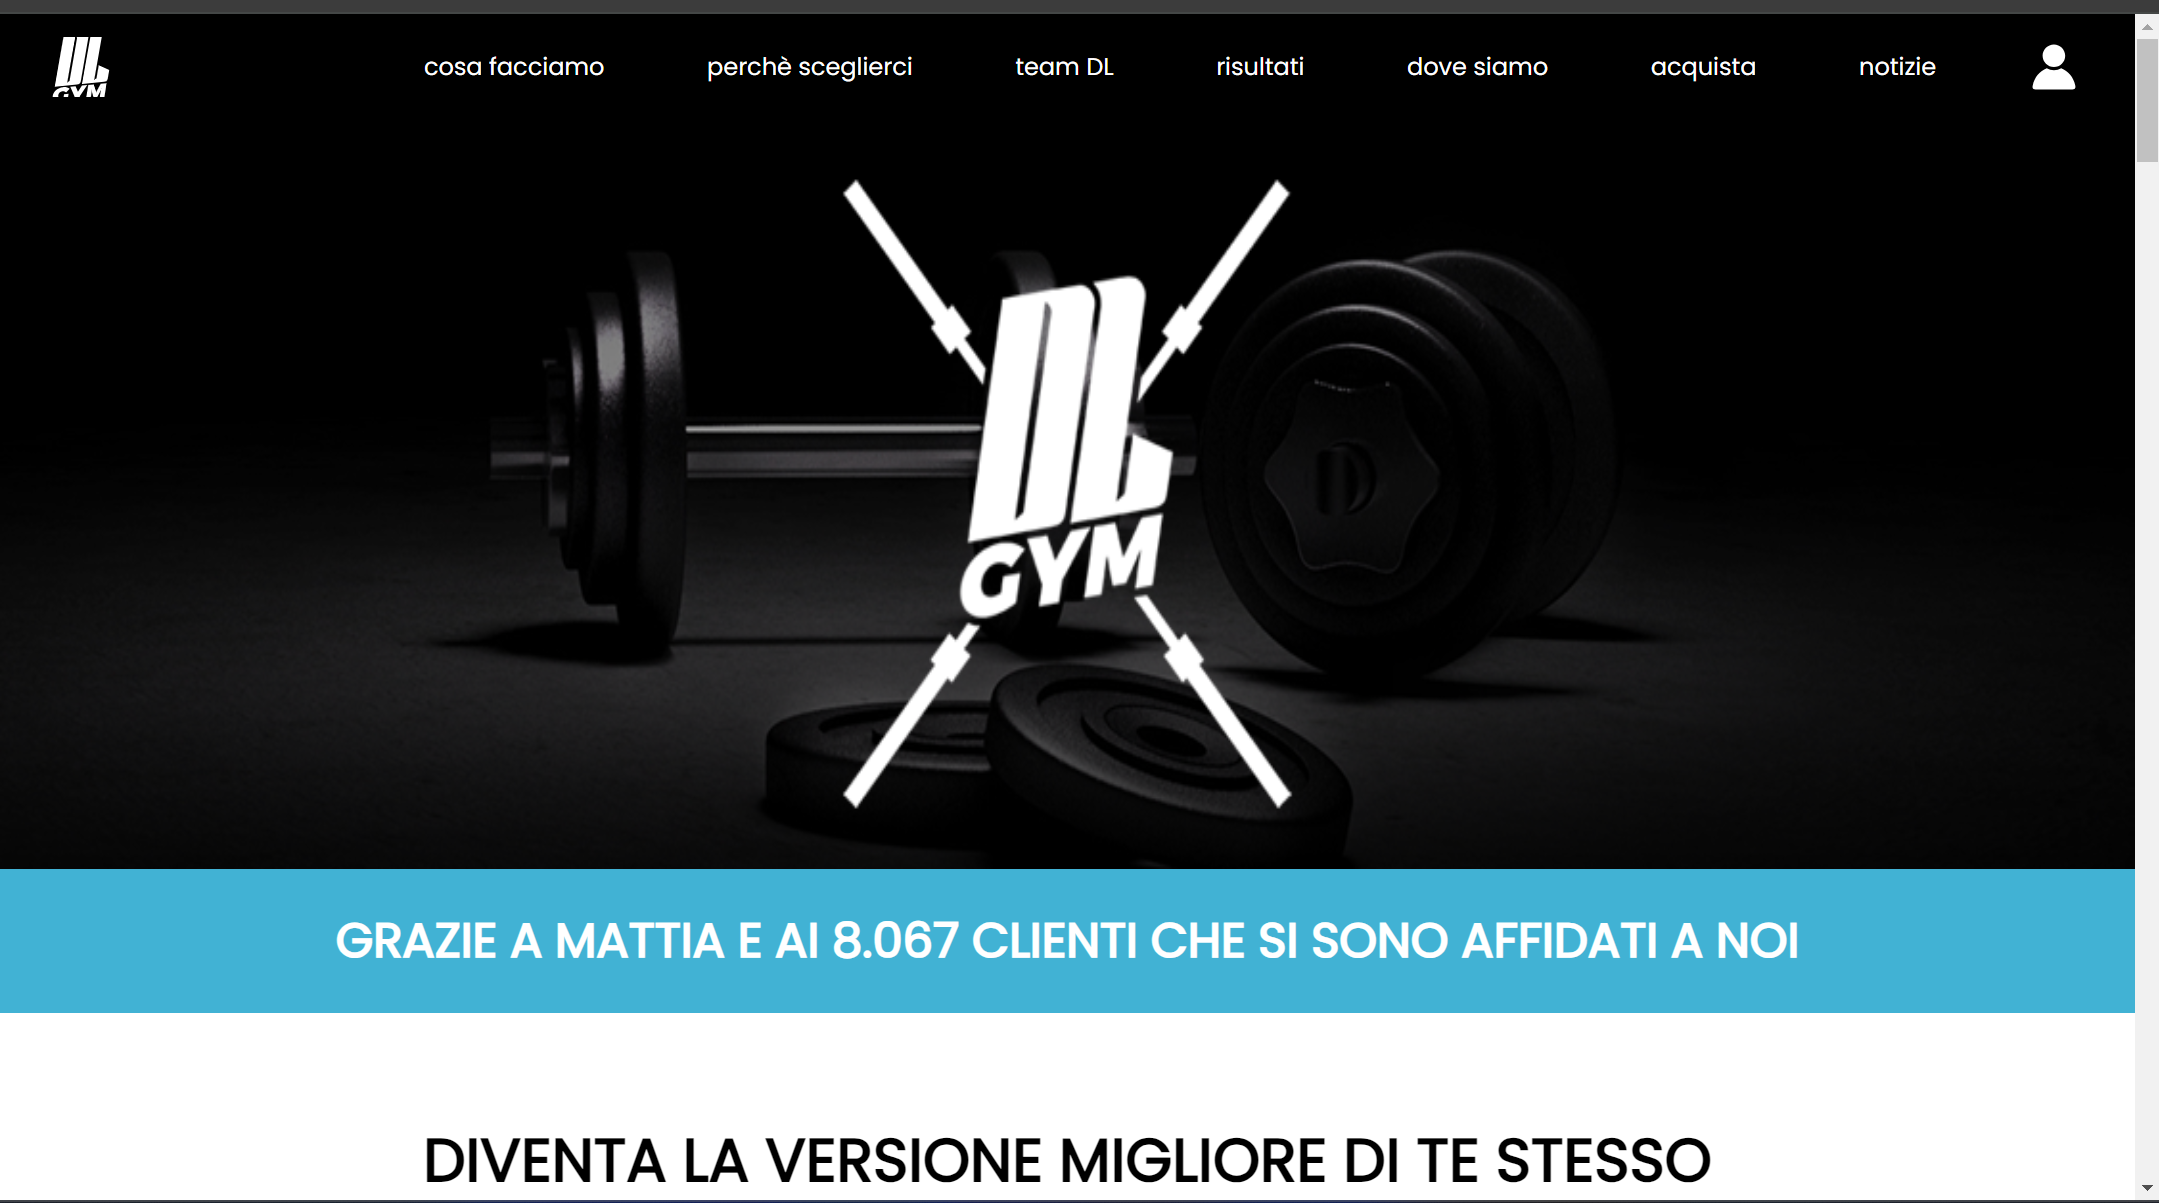 DL
GYM
cosa facciamo perchè sceglierci team DL risultati dove siamo acquista notizie
DL
GYM
GRAZIE A MATTIA E AI 8.067 CLIENTI CHE SI SONO AFFIDATI A NOI
DIVENTA LA VERSIONE MIGLIORE DI TE STESSO